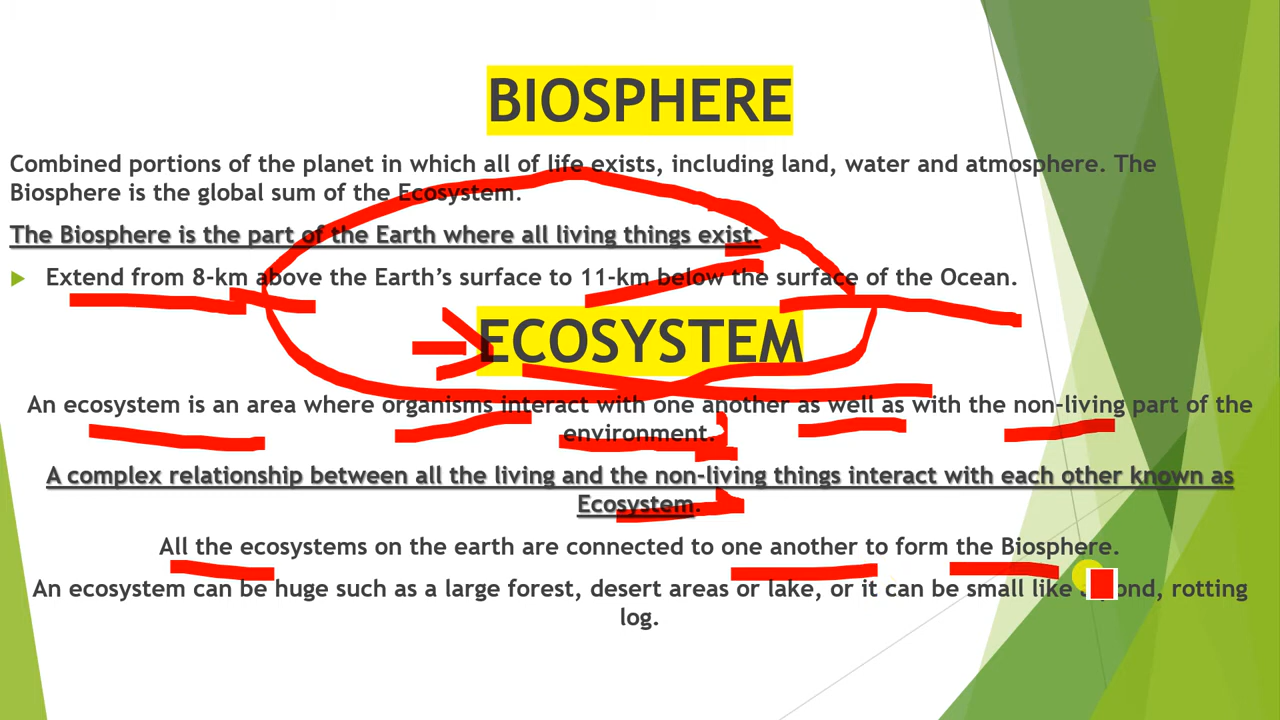 BIOSPHERE
Combined portions of the planet in which all of life exists, including land, water and atmosphere. The
Biosphere is the global sum of the Ecosystem.
The Biosphere is the part of the Earth where all living things exist.
Extend from 8-km above the Earth's surface to 11-km below the surface of the Ocean.
ECOSYSTEM
An ecosystem is an area where organisms interact with one another as well as with the non-living part of the
environment.
A complex relationship between all the living and the non-living things interact with each other known as
Ecosystem.
All the ecosystems on the earth are connected to one another to form the Biosphere.
An ecosystem can be huge such as a large forest, desert areas or lake, or it can be small like rotting
log.